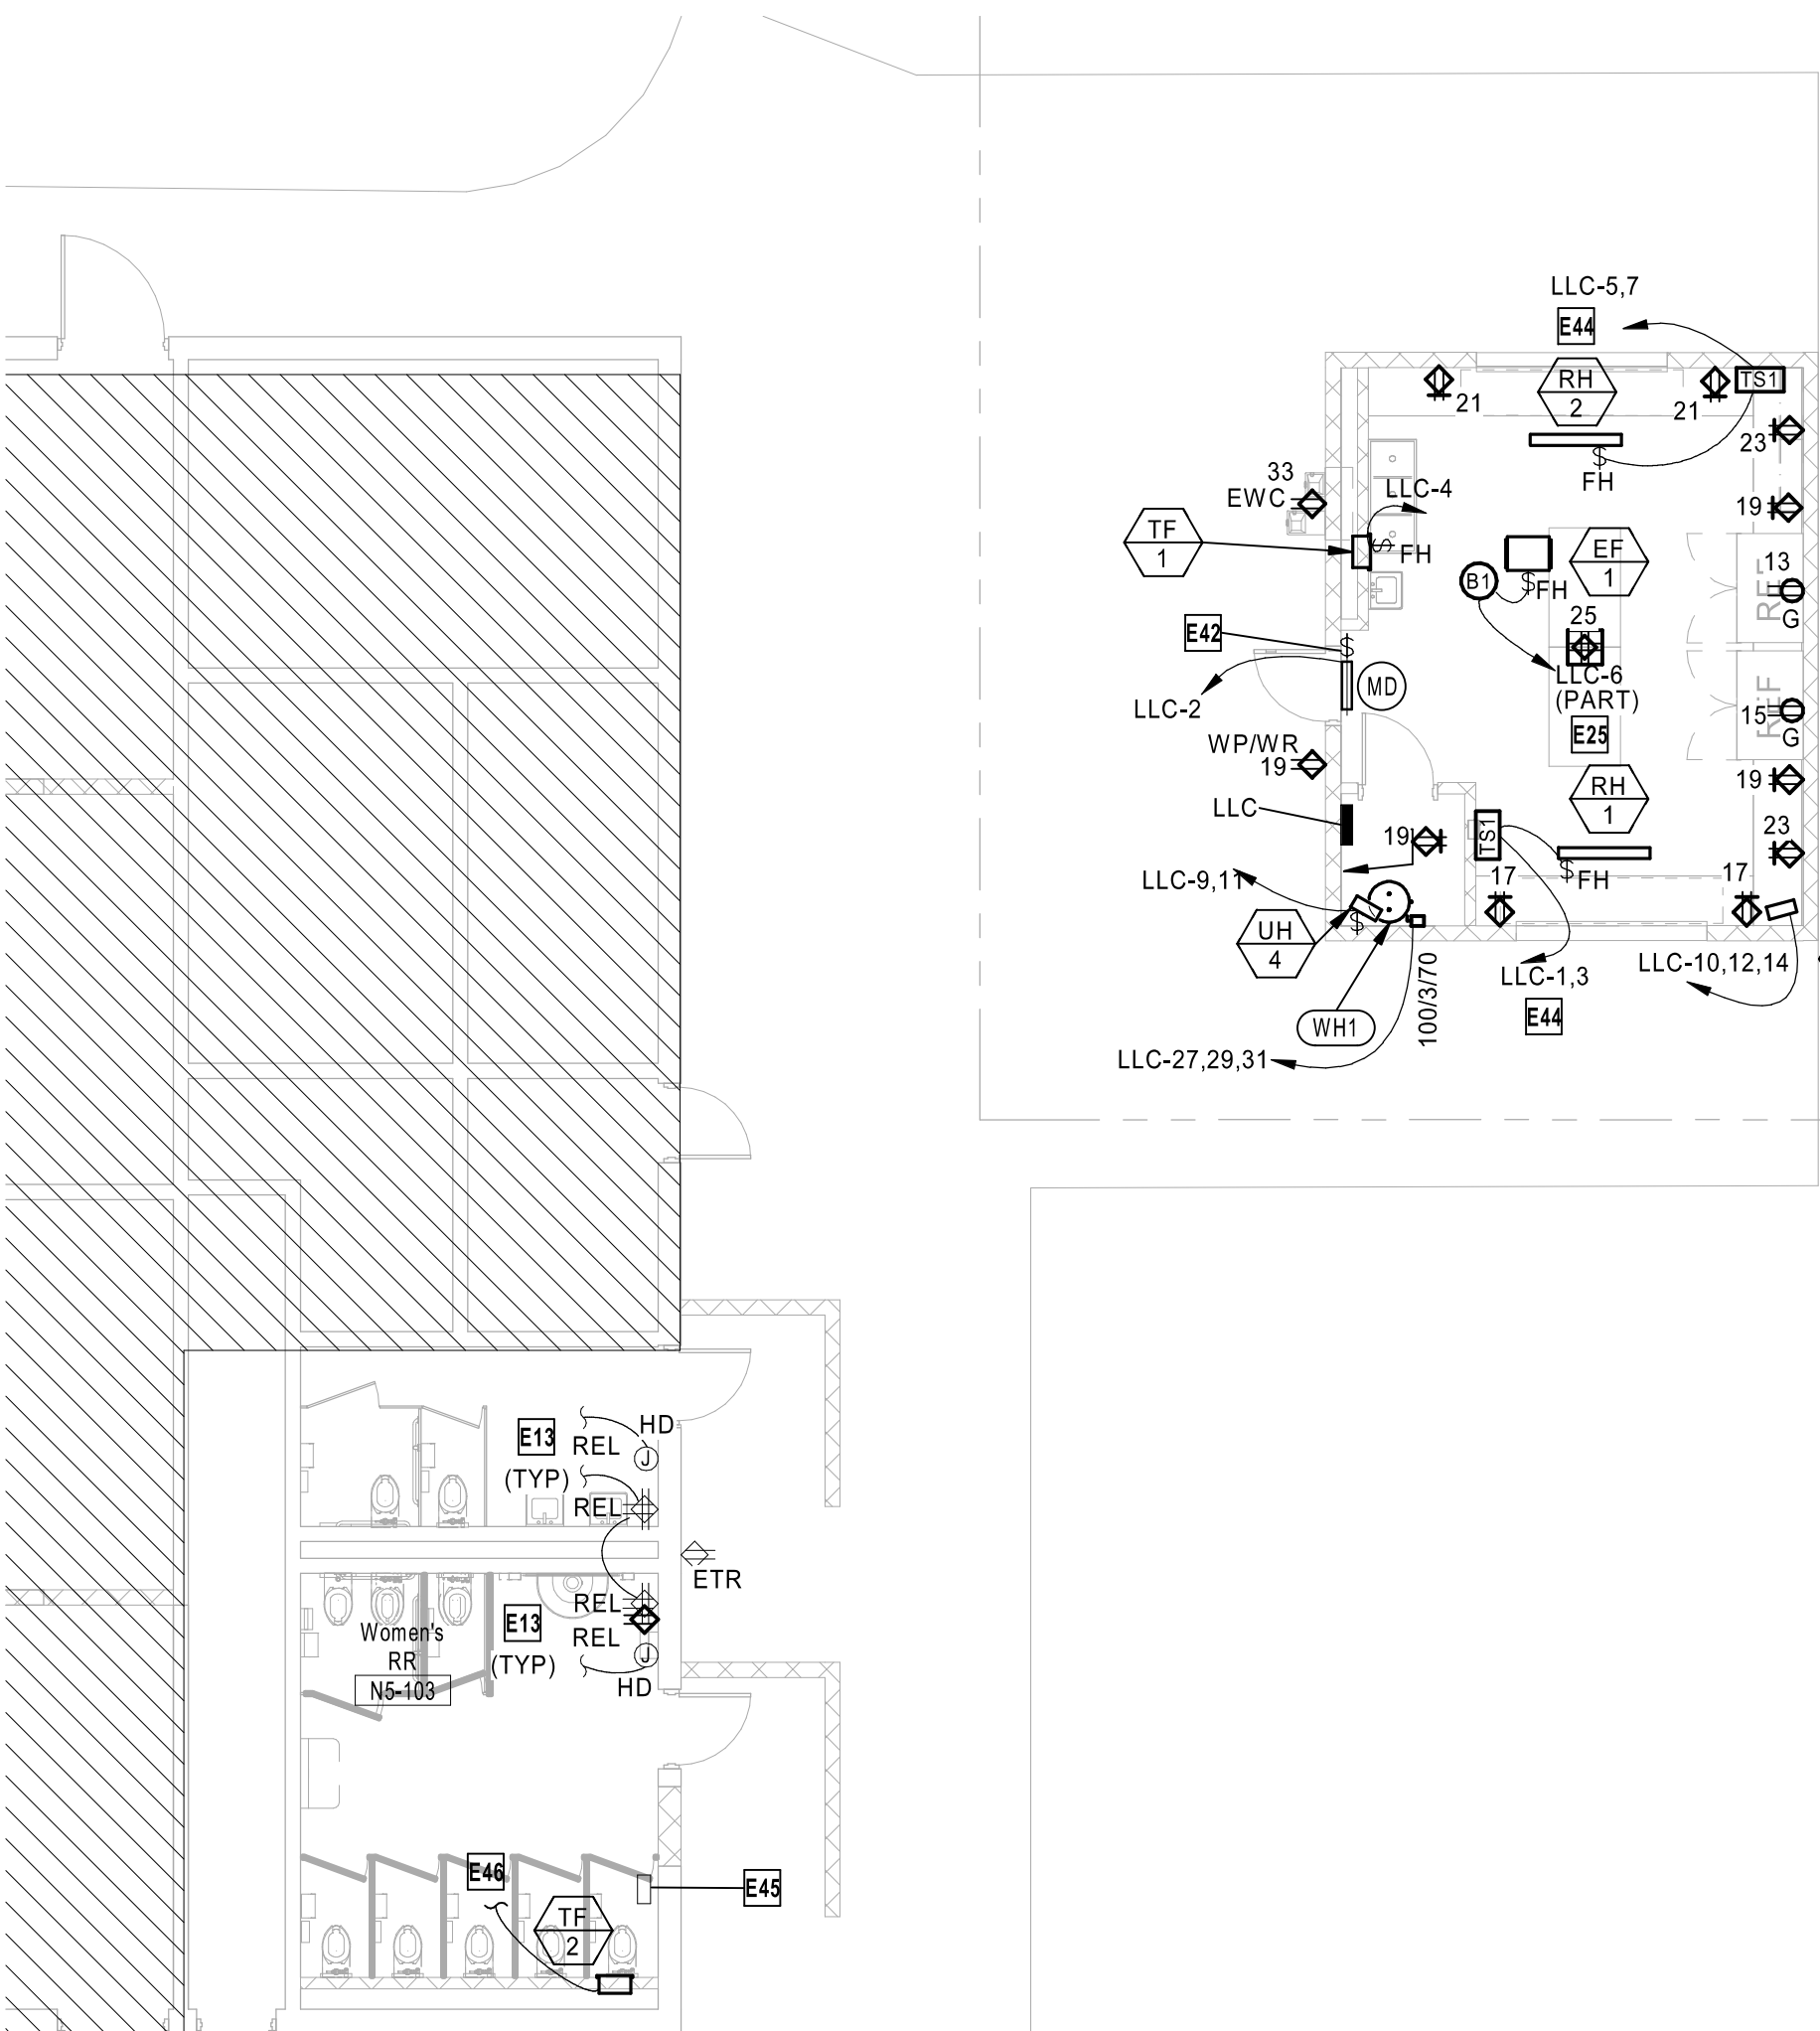 LLC-5,7
E44
RH
2
TS1
21
21
23
FH
33
EWC
LLC-4
19
TF
1
FH
EF
1
13
REF
B1
FH
G
25
E42
LLC-6
(PART)
MD
LLC-2
REF
15
E25
G
WP/WR
19
RH
1
19
LLC
TS1
19
23
LLC-9,11
17
FH
17
UH
4
LLC-1,3
LLC-10,12,14
100/3/70
WH1
E44
LLC-27,29,31
HD
E13
REL
J
(TYP)
REL
ETR
REL
E13
Women's
REL
RR
(TYP)
J
N5-103
HD
E46
E45
TF
2